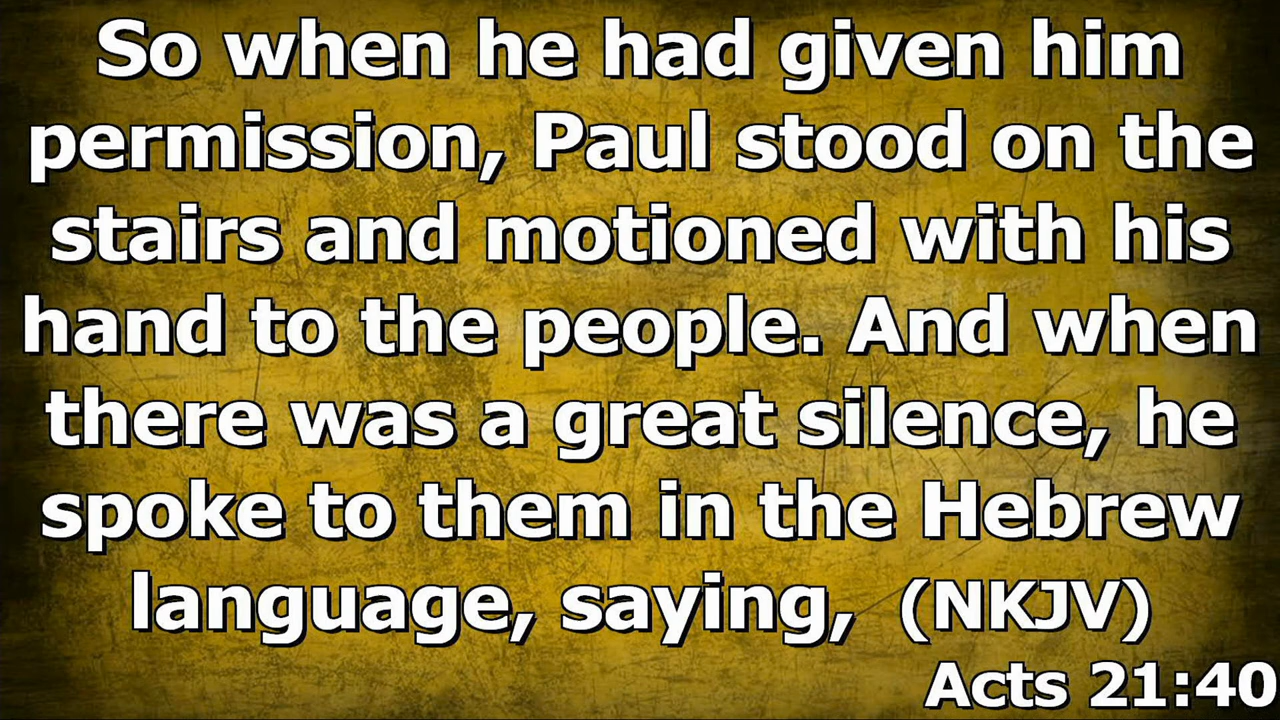 So when he had given him
permission, Paul stood on the
stairs and motioned with his
hand to the people. And when
there was a great silence, he
spoke to them in the Hebrew
language, saying,  (NKJV)
Acts 21:40